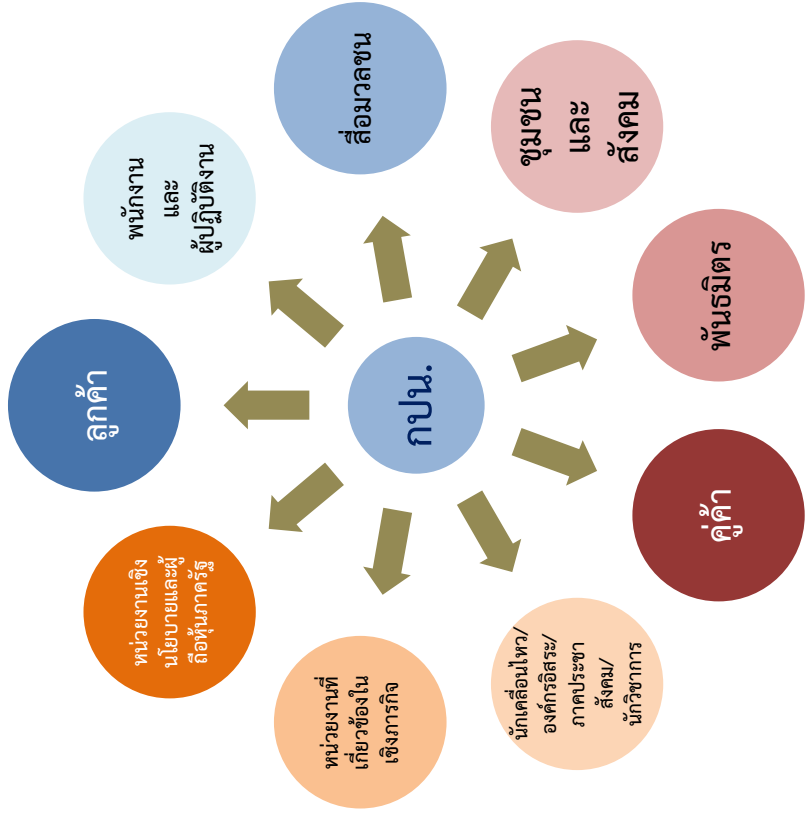 กปน.
ลูกค้า
พนักงาน
และ
ผู้ปฏิบัติงาน
สื่อมวลชน
ชุมชน
และ
สังคม
พันธมิตร
คู่ค้า
นักเคลื่อนไหว/
องค์กรอิสระ/
ภาคประชา
สังคม/
นักวิชาการ
หน่วยงานที่
เกี่ยวข้องใน
เชิงภารกิจ
หน่วยงานเชิง
นโยบายและผู้
ถือหุ้นภาครัฐ